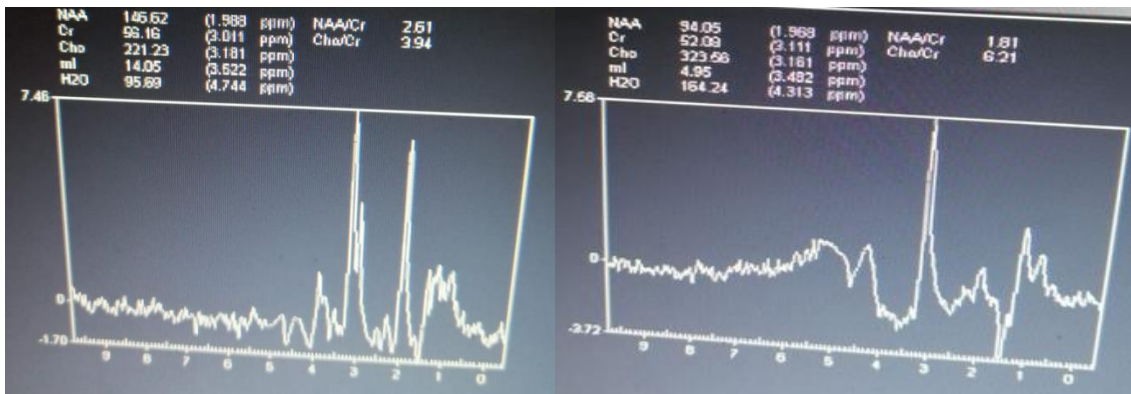 NAA 146.62 (1.988 ppm) NAA/Cr 2.61
Cr 56.16 (3.011 ppm) Cho/Cr 3.94
Cho 221.23 (3.181 ppm)
mI 14.05 (3.522 ppm)
H2O 95.69 (4.744 ppm)
7.46
0
-1.70
9 8 7 6 5 4 3 2 1 0
NAA 94.05 (1.968 ppm) NAA/Cr 1.81
Cr 52.08 (3.111 ppm) Cho/Cr 6.21
Cho 323.56 (3.161 ppm)
mI 4.95 (3.482 ppm)
H2O 164.24 (4.313 ppm)
7.56
0
-3.72
9 8 7 6 5 4 3 2 1 0